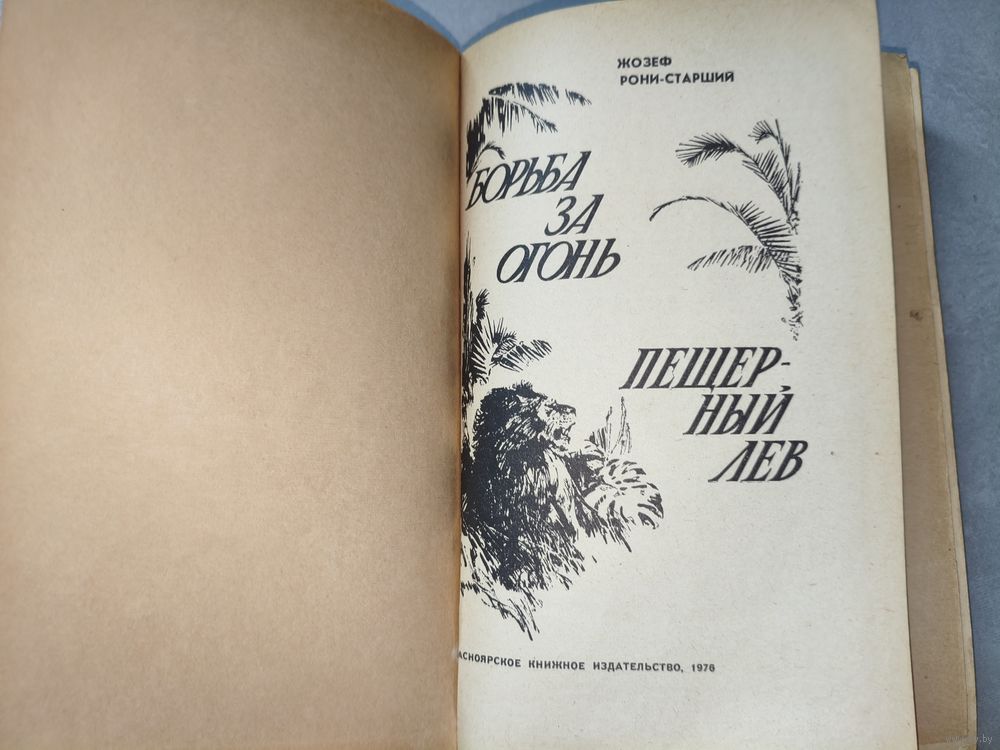 ЖОЗЕФ
РОНИ-СТАРШИЙ
БОРЬБА
ЗА
ОГОНЬ
ПЕЩЕР-
НЫЙ
ЛЕВ
АСНОЯРСКОЕ КНИЖНОЕ ИЗДАТЕЛЬСТВО, 1976